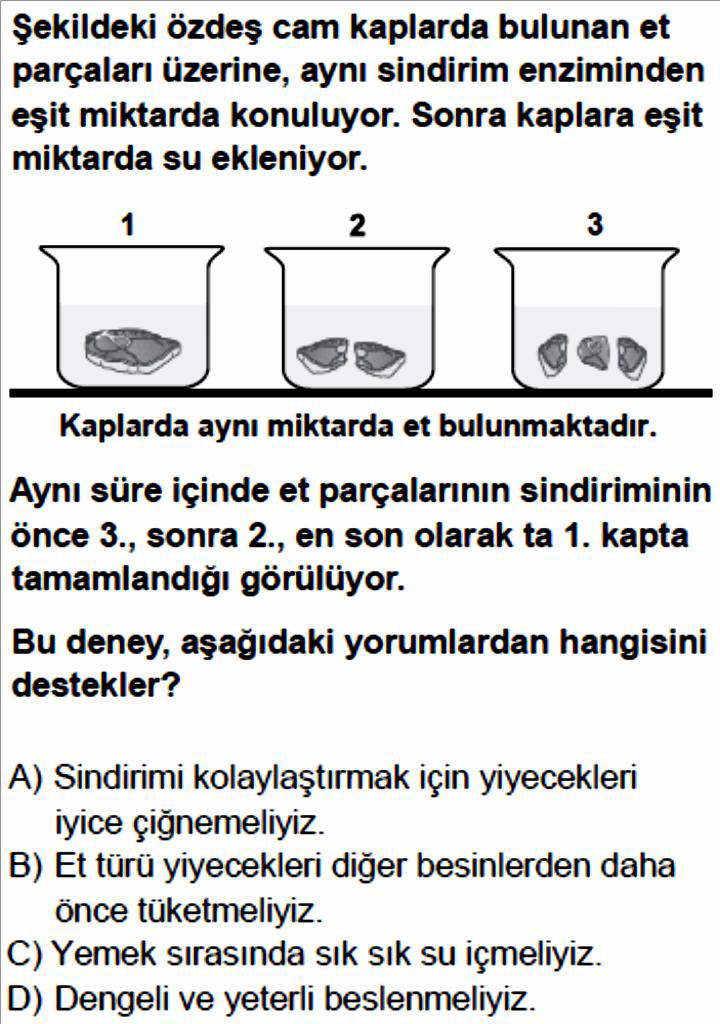 Şekildeki özdeş cam kaplarda bulunan et
parçaları üzerine, aynı sindirim enziminden
eşit miktarda konuluyor. Sonra kaplara eşit
miktarda su ekleniyor.
1 2 3
Kaplarda aynı miktarda et bulunmaktadır.
Aynı süre içinde et parçalarının sindiriminin
önce 3., sonra 2., en son olarak ta 1. kapta
tamamlandığı görülüyor.
Bu deney, aşağıdaki yorumlardan hangisini
destekler?
A) Sindirimi kolaylaştırmak için yiyecekleri
iyice çiğnemeliyiz.
B) Et türü yiyecekleri diğer besinlerden daha
önce tüketmeliyiz.
C) Yemek sırasında sık sık su içmeliyiz.
D) Dengeli ve yeterli beslenmeliyiz.